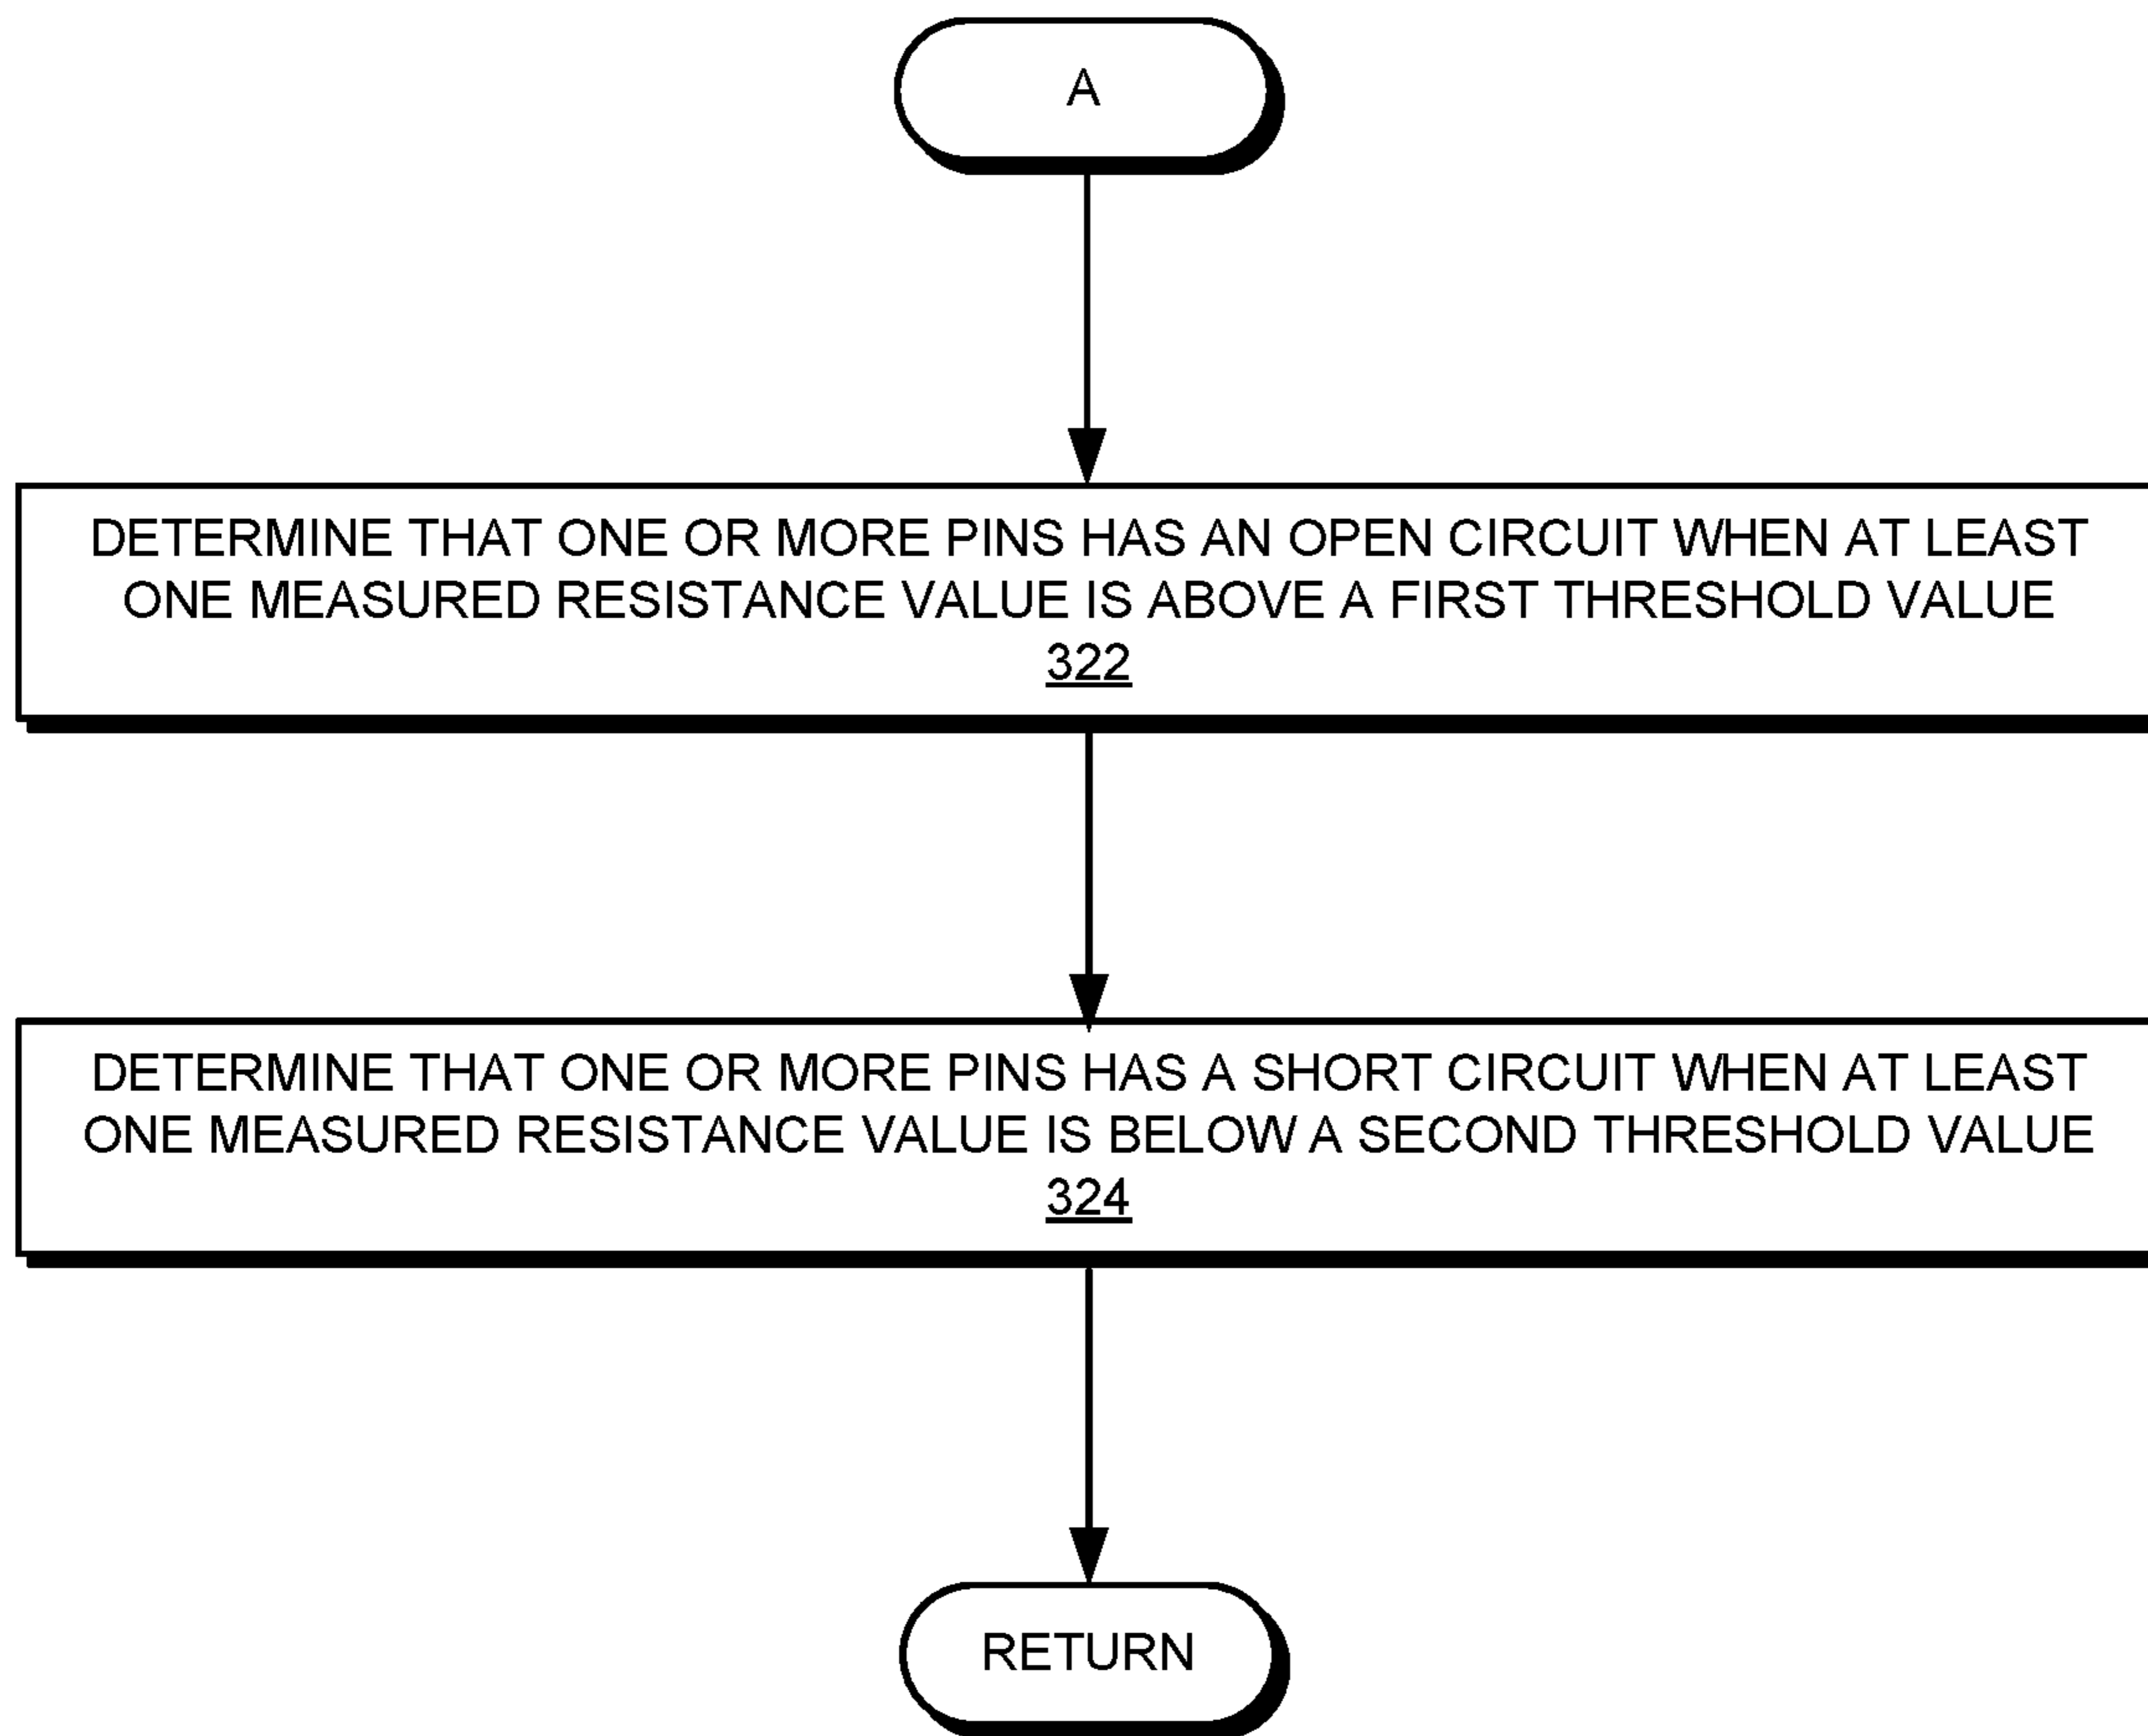 A
DETERMINE THAT ONE OR MORE PINS HAS AN OPEN CIRCUIT WHEN AT LEAST
ONE MEASURED RESISTANCE VALUE IS ABOVE A FIRST THRESHOLD VALUE
322
DETERMINE THAT ONE OR MORE PINS HAS A SHORT CIRCUIT WHEN AT LEAST
ONE MEASURED RESISTANCE VALUE IS BELOW A SECOND THRESHOLD VALUE
324
RETURN